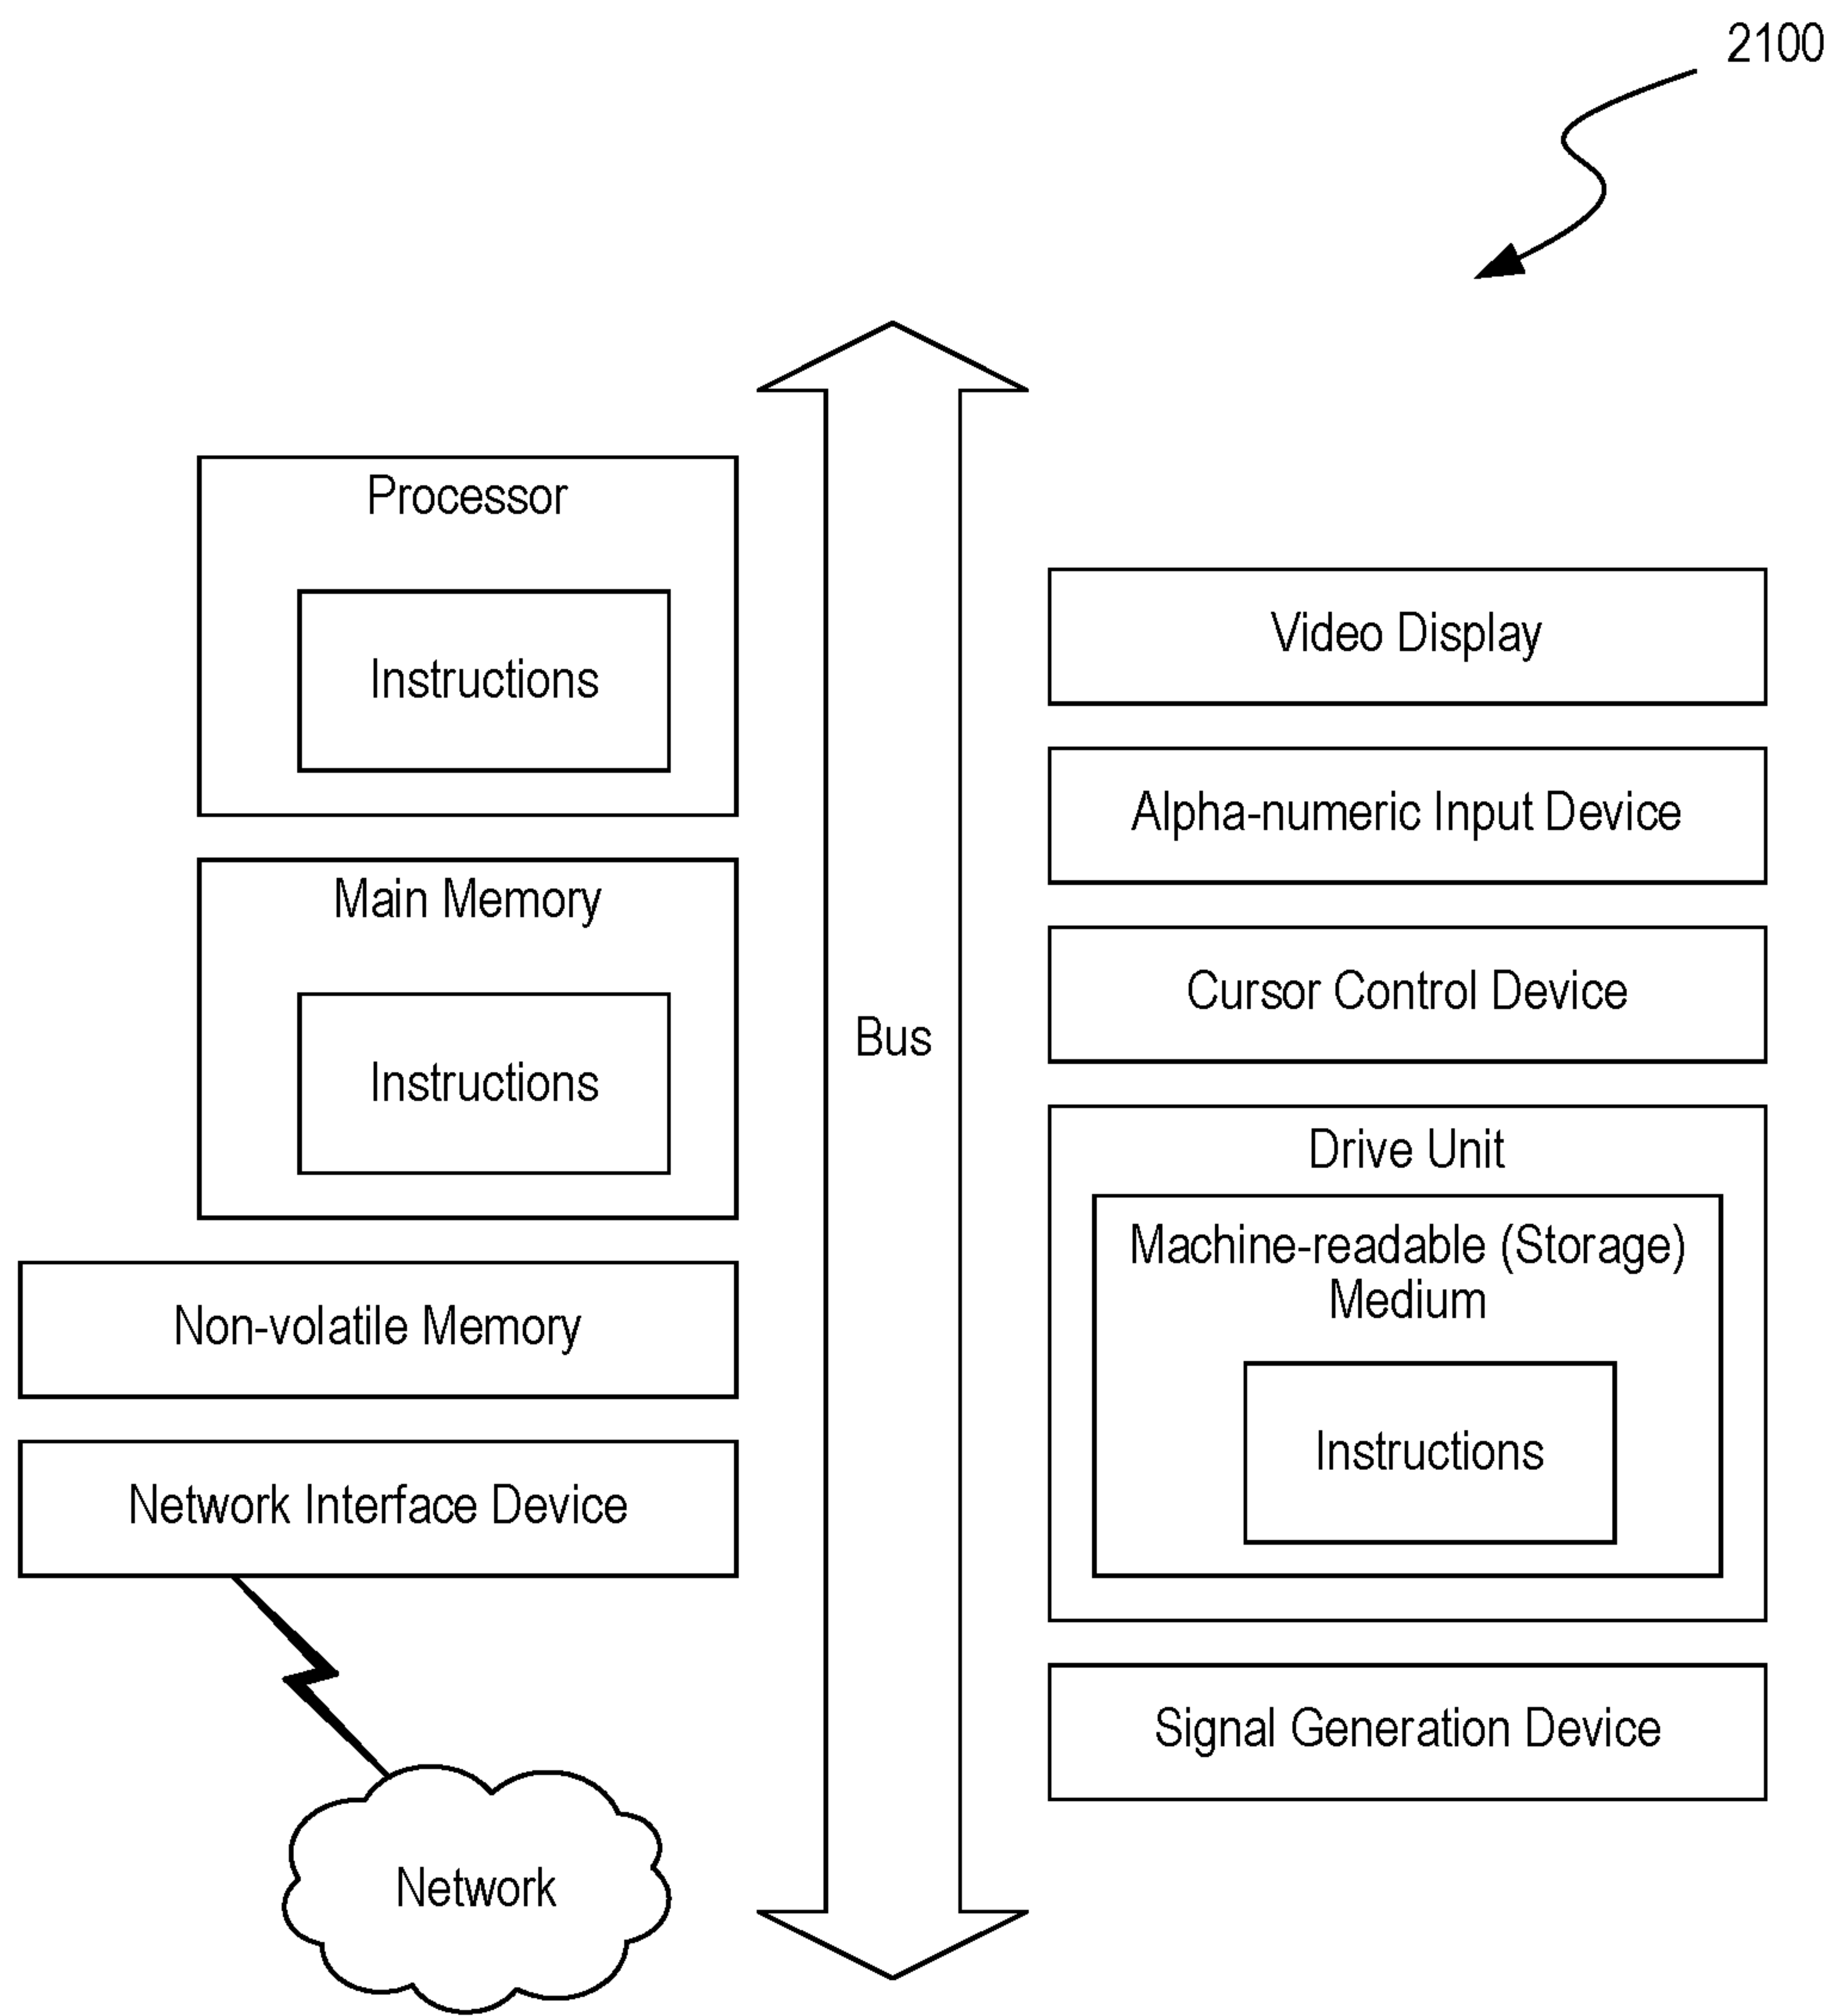 2100
Processor
Instructions
Main Memory
Instructions
Non-volatile Memory
Network Interface Device
Network
Bus
Video Display
Alpha-numeric Input Device
Cursor Control Device
Drive Unit
Machine-readable (Storage)
Medium
Instructions
Signal Generation Device